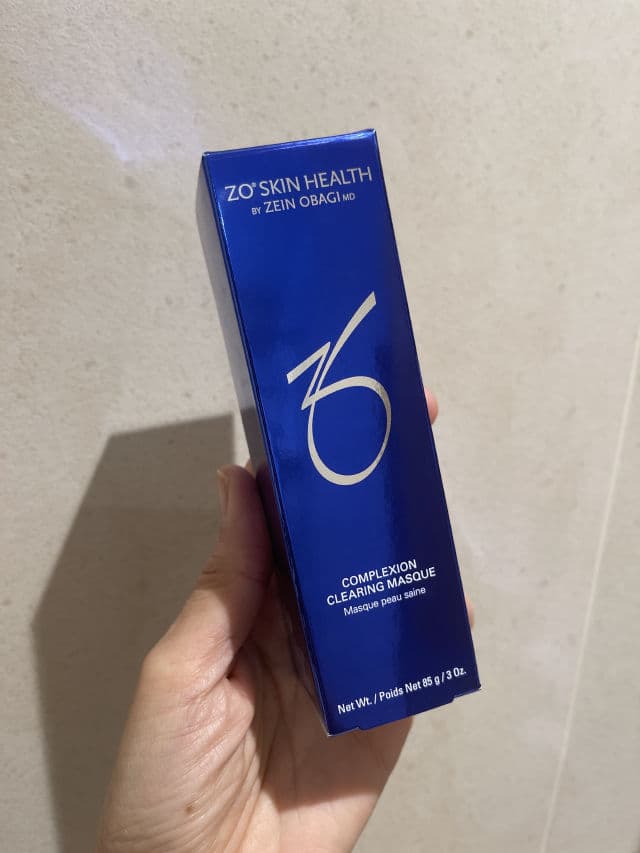 ZO® SKIN HEALTH
BY ZEIN OBAGI MD
COMPLEXION
CLEARING MASQUE
Masque peau saine
Net Wt. / Poids Net 85 g / 3 Oz.